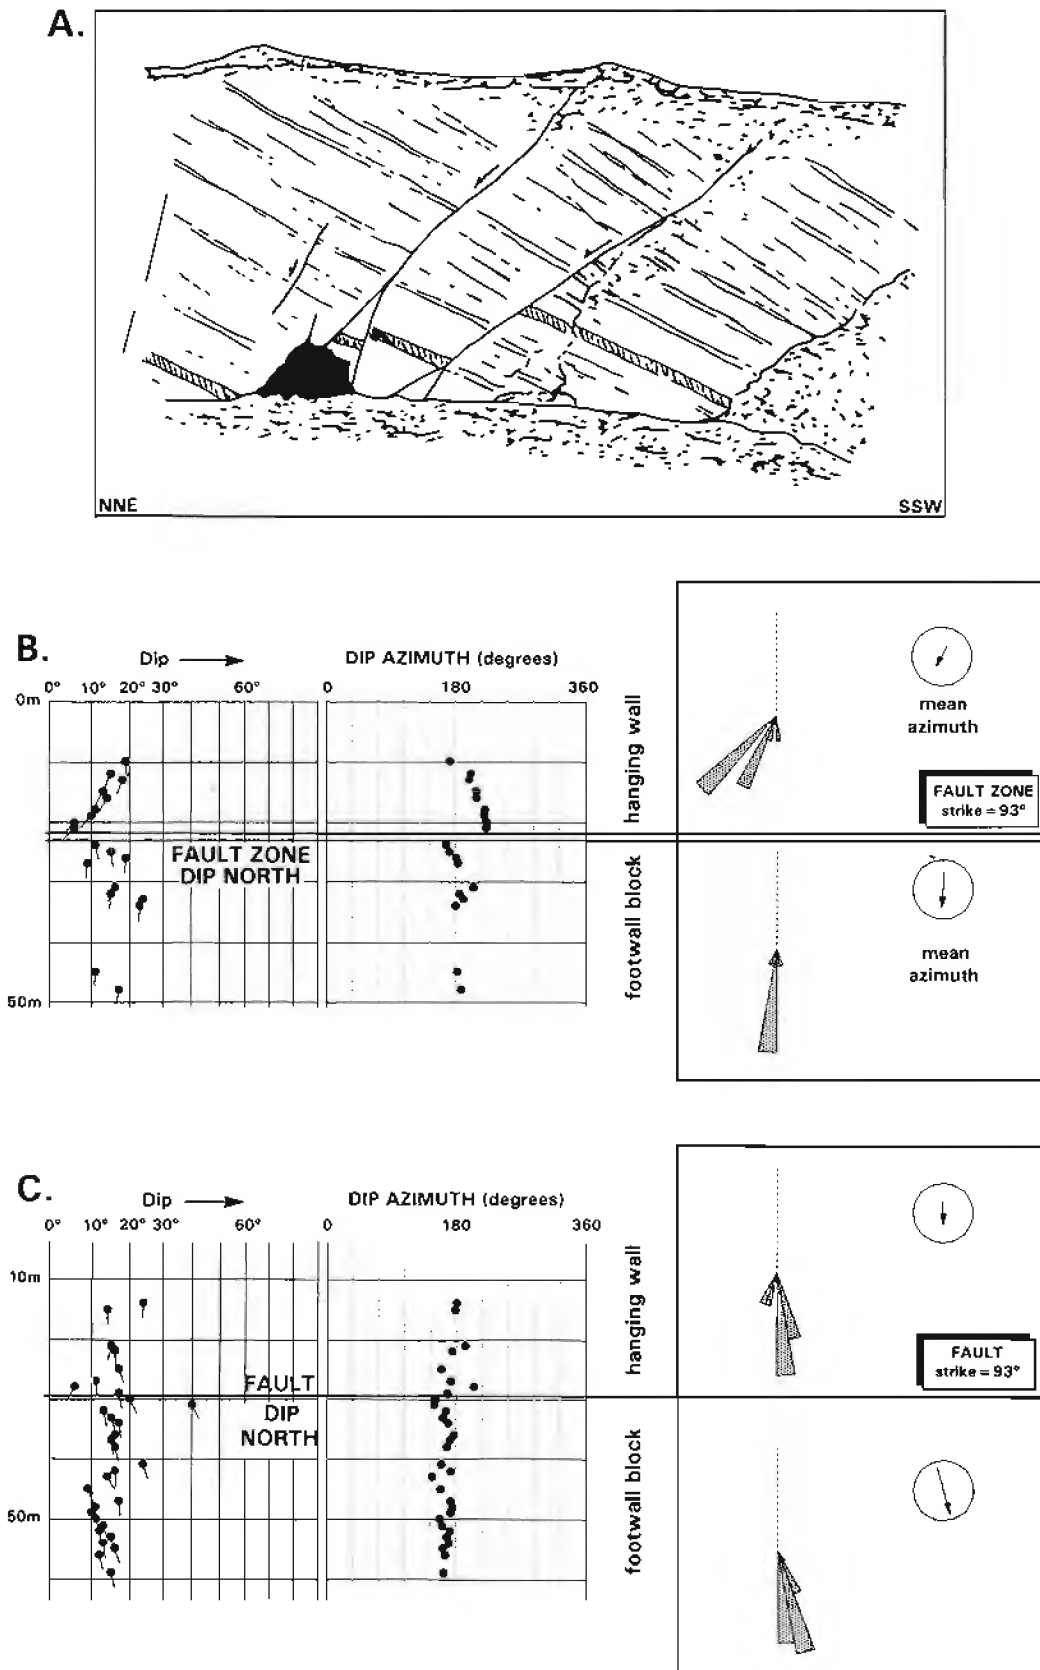 A.
NNE
SSW
B.
Dip
DIP AZIMUTH (degrees)
0° 10° 20° 30° 60°
0 180 360
0m
50m
FAULT ZONE
DIP NORTH
hanging wall
footwall block
mean
azimuth
FAULT ZONE
strike = 93°
mean
azimuth
C.
Dip
DIP AZIMUTH (degrees)
0° 10° 20° 30° 60°
0 180 360
10m
50m
FAULT
DIP
NORTH
hanging wall
footwall block
FAULT
strike = 93°